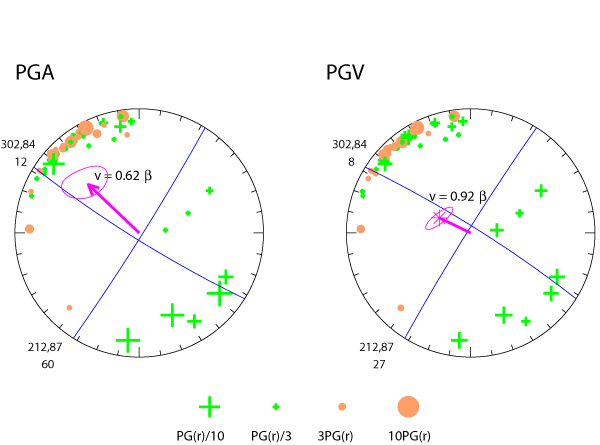 PGA
PGV
302,84
12
v = 0.62 β
302,84
8
v = 0.92 β
212,87
60
212,87
27
PG(r)/10
PG(r)/3
3PG(r)
10PG(r)